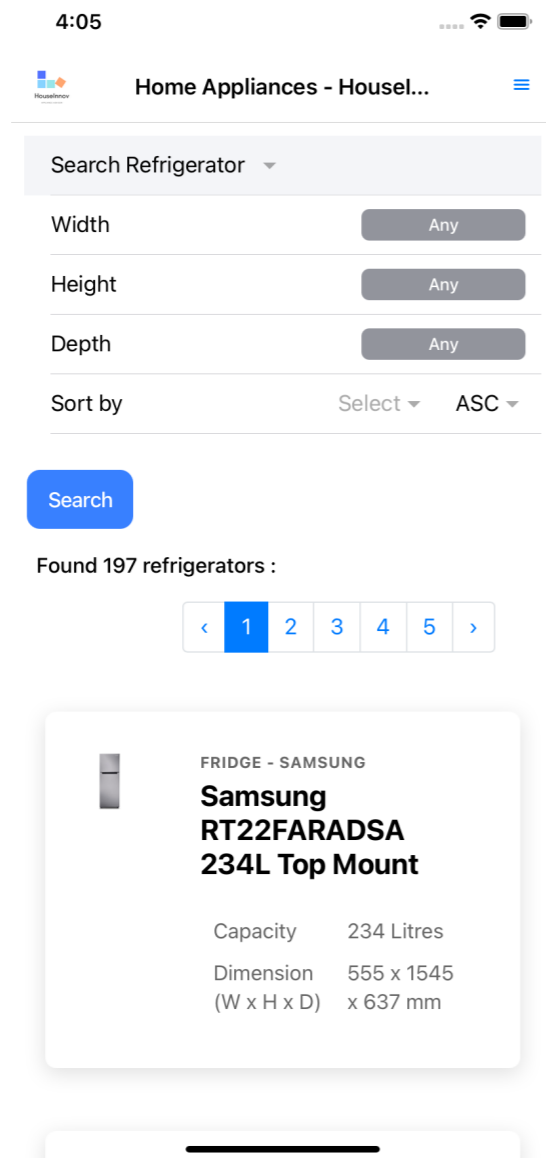 4:05
HouseInnov
Home Appliances - HouseI...
Search Refrigerator
Width Any
Height Any
Depth Any
Sort by Select ASC
Search
Found 197 refrigerators :
‹ 1 2 3 4 5 ›
FRIDGE - SAMSUNG
Samsung
RT22FARADSA
234L Top Mount
Capacity 234 Litres
Dimension 555 x 1545
(W x H x D) x 637 mm